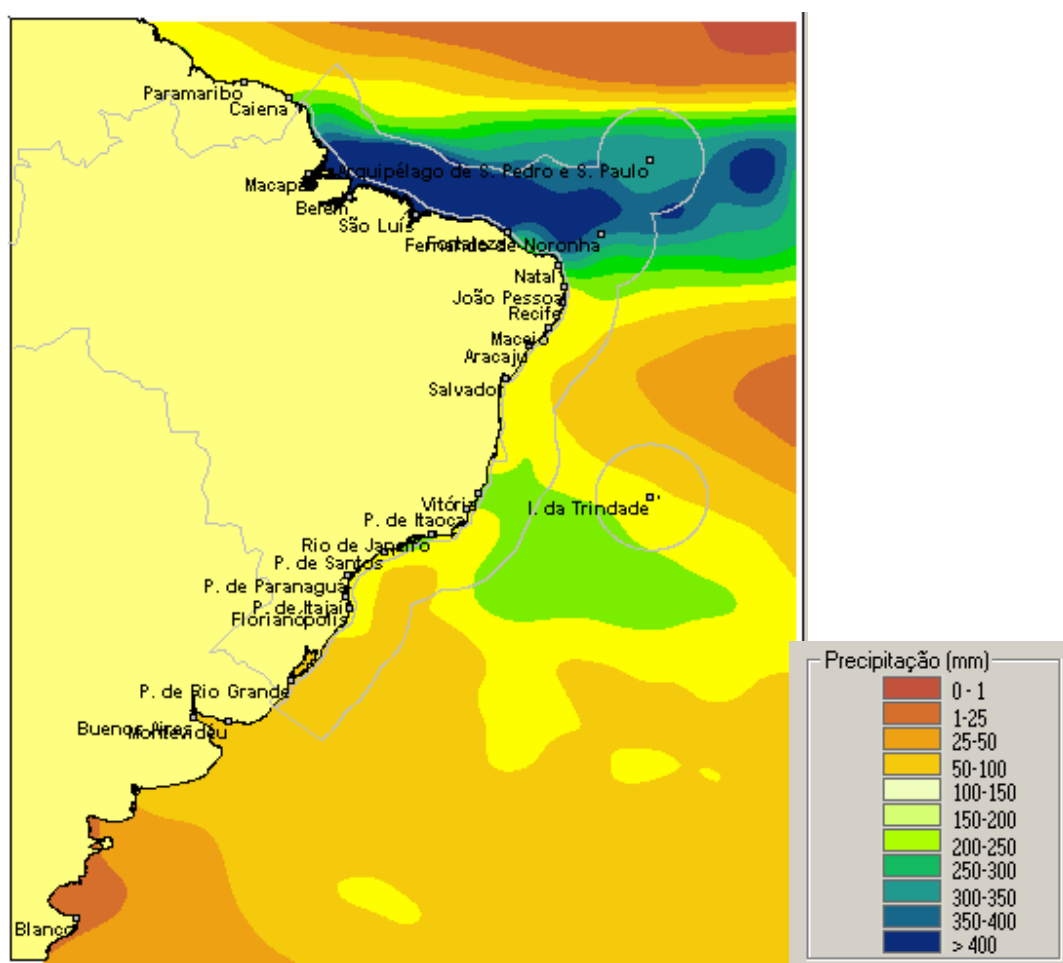 Paramaribo
Caiena
Arquipélago de S. Pedro e S. Paulo
Macapá
Belém
São Luís
Fortaleza
Fernando de Noronha
Natal
João Pessoa
Recife
Maceió
Aracaju
Salvador
Vitória
I. da Trindade
P. de Itaoca
Rio de Janeiro
P. de Santos
P. de Paranaguá
P. de Itajaí
Florianópolis
P. de Rio Grande
Buenos Aires
Montevidéu
Blanco
Precipitação (mm)
0 - 1
1-25
25-50
50-100
100-150
150-200
200-250
250-300
300-350
350-400
> 400